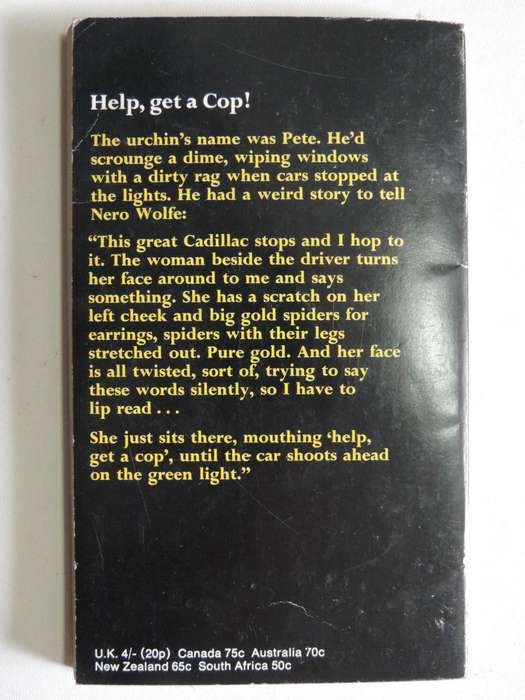 Help, get a Cop!
The urchin's name was Pete. He'd
scrounge a dime, wiping windows
with a dirty rag when cars stopped at
the lights. He had a weird story to tell
Nero Wolfe:
“This great Cadillac stops and I hop to
it. The woman beside the driver turns
her face around to me and says
something. She has a scratch on her
left cheek and big gold spiders for
earrings, spiders with their legs
stretched out. Pure gold. And her face
is all twisted, sort of, trying to say
these words silently, so I have to
lip read . . .
She just sits there, mouthing ‘help,
get a cop’, until the car shoots ahead
on the green light.”
U.K. 4/- (20p) Canada 75c Australia 70c
New Zealand 65c South Africa 50c